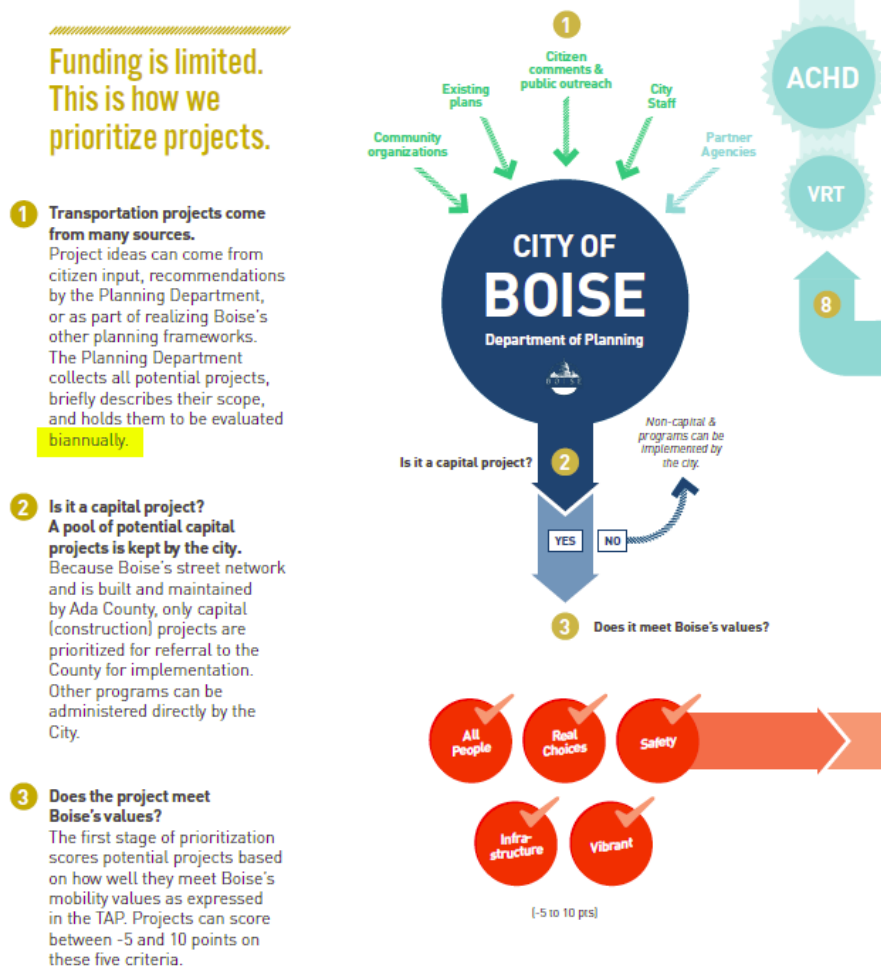 Funding is limited.
This is how we
prioritize projects.
1
Transportation projects come
from many sources.
Project ideas can come from
citizen input, recommendations
by the Planning Department,
or as part of realizing Boise's
other planning frameworks.
The Planning Department
collects all potential projects,
briefly describes their scope,
and holds them to be evaluated
biannually.
2
Is it a capital project?
A pool of potential capital
projects is kept by the city.
Because Boise's street network
and is built and maintained
by Ada County, only capital
(construction) projects are
prioritized for referral to the
County for implementation.
Other programs can be
administered directly by the
City.
3
Does the project meet
Boise's values?
The first stage of prioritization
scores potential projects based
on how well they meet Boise's
mobility values as expressed
in the TAP. Projects can score
between -5 and 10 points on
these five criteria.
1
Community
organizations
Existing
plans
Citizen
comments &
public outreach
City
Staff
Partner
Agencies
CITY OF
BOISE
Department of Planning
BOISE
Is it a capital project?
2
YES
NO
Non-capital &
programs can be
implemented by
the city.
3
Does it meet Boise's values?
All
People
Real
Choices
Safety
Infra-
structure
Vibrant
(-5 to 10 pts)
ACHD
VRT
8